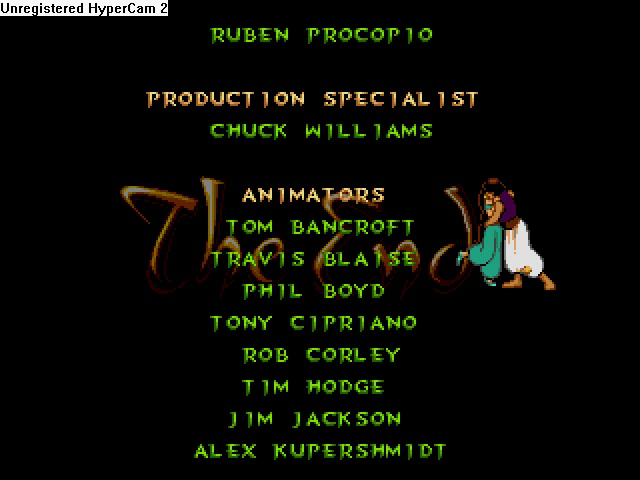 Unregistered HyperCam 2
RUBEN PROCOPIO
PRODUCTION SPECIALIST
CHUCK WILLIAMS
ANIMATORS
TOM BANCROFT
TRAVIS BLAISE
The End
PHIL BOYD
TONY CIPRIANO
ROB CORLEY
TIM HODGE
JIM JACKSON
ALEX KUPERSHMIDT